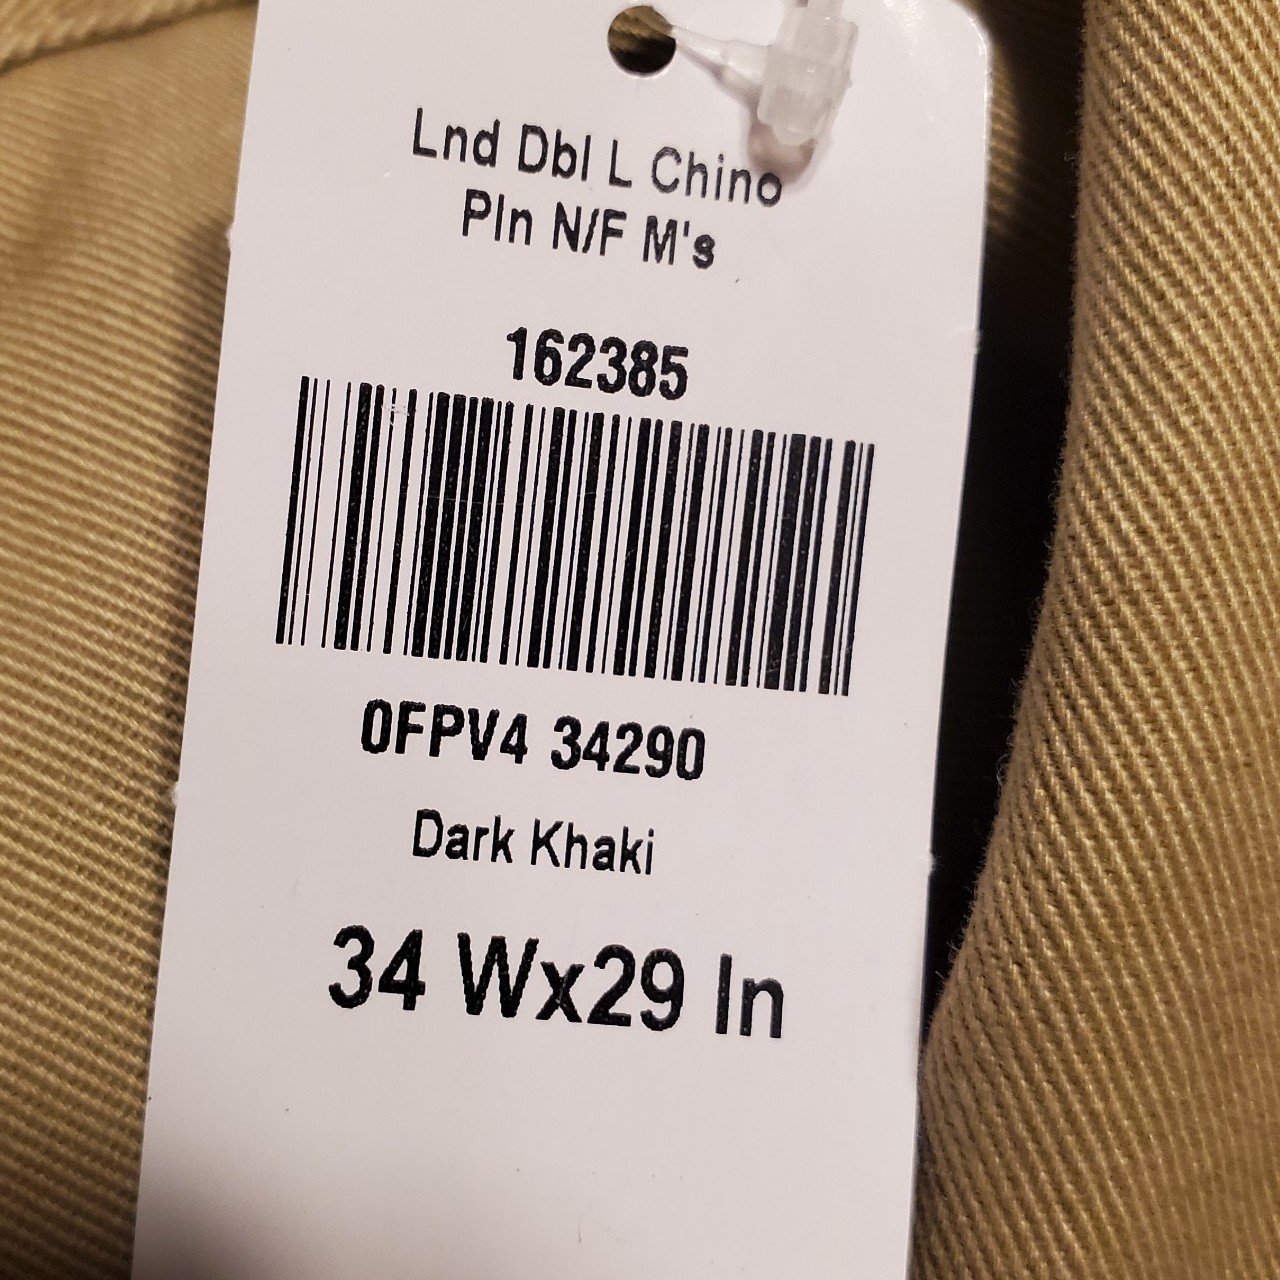 Lnd Dbl L Chino
Pln N/F M's
162385
0FPV4 34290
Dark Khaki
34 Wx29 In